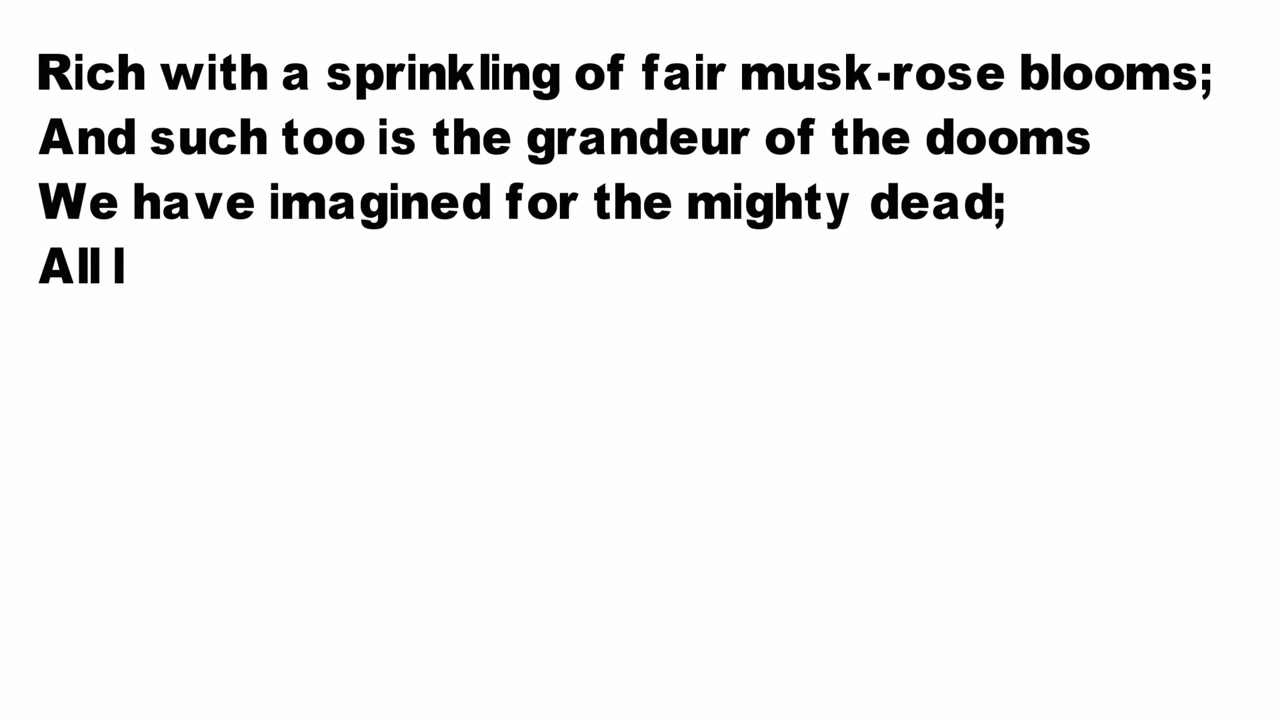 Rich with a sprinkling of fair musk-rose blooms;
And such too is the grandeur of the dooms
We have imagined for the mighty dead;
All l